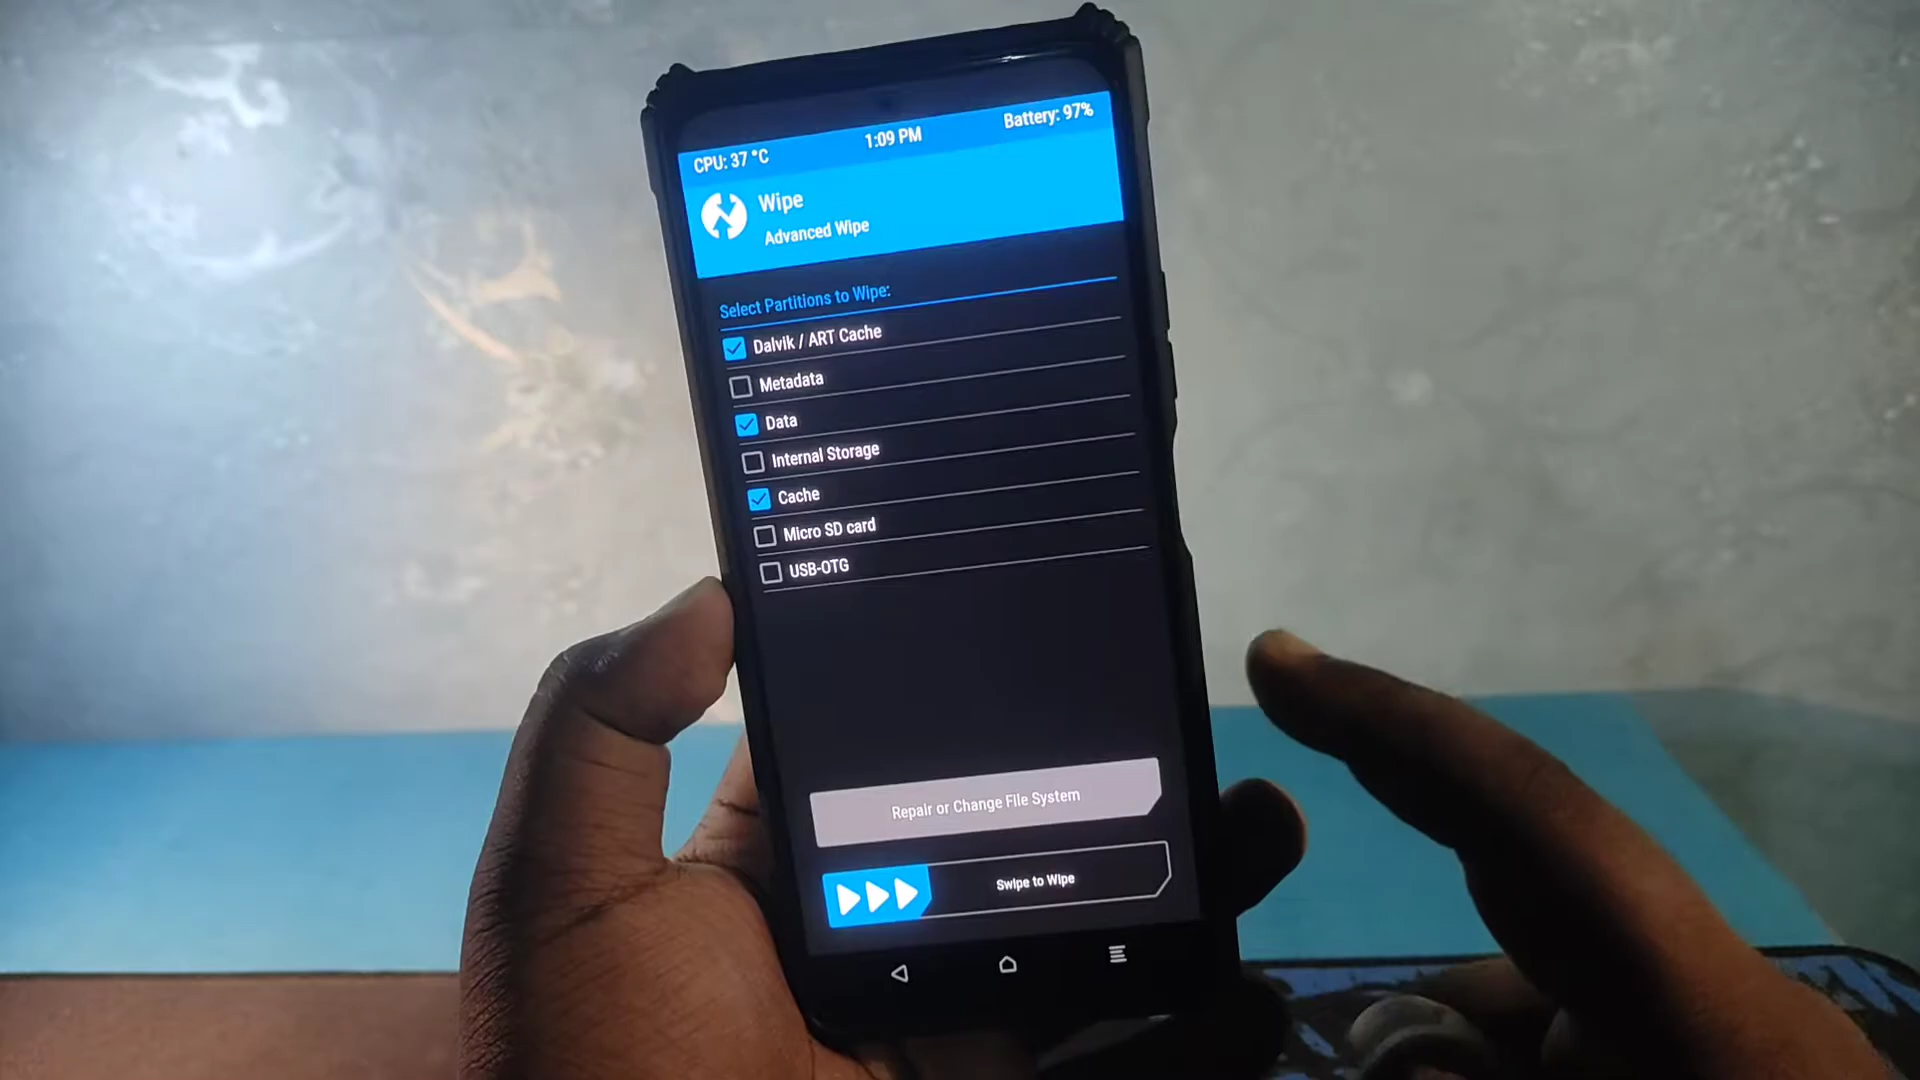 CPU: 37 °C
1:09 PM
Battery: 97%
Wipe
Advanced Wipe
Select Partitions to Wipe:
Dalvik / ART Cache
Metadata
Data
Internal Storage
Cache
Micro SD card
USB-OTG
Repair or Change File System
Swipe to Wipe